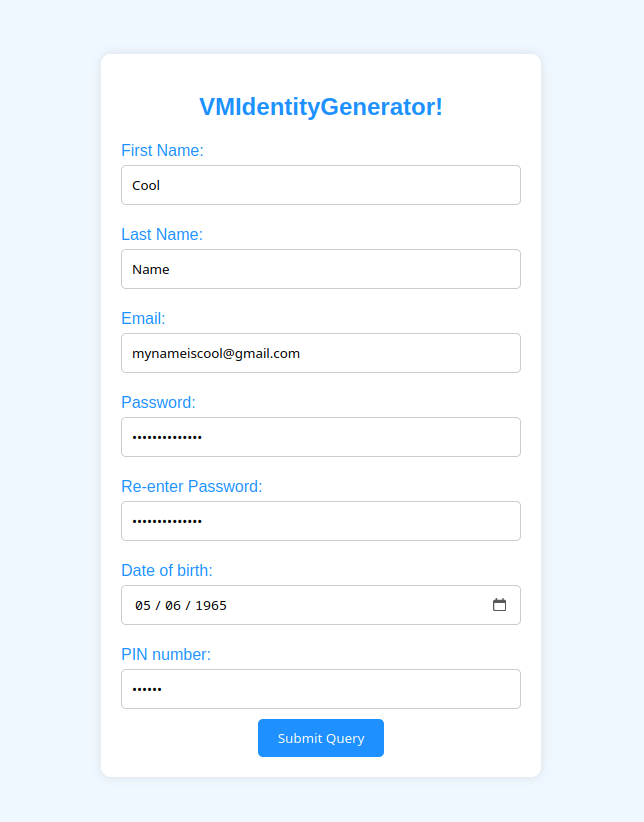 VMIdentityGenerator!
First Name:
Cool
Last Name:
Name
Email:
mynameiscool@gmail.com
Password:
••••••••••••••
Re-enter Password:
••••••••••••••
Date of birth:
05 / 06 / 1965
PIN number:
••••••
Submit Query